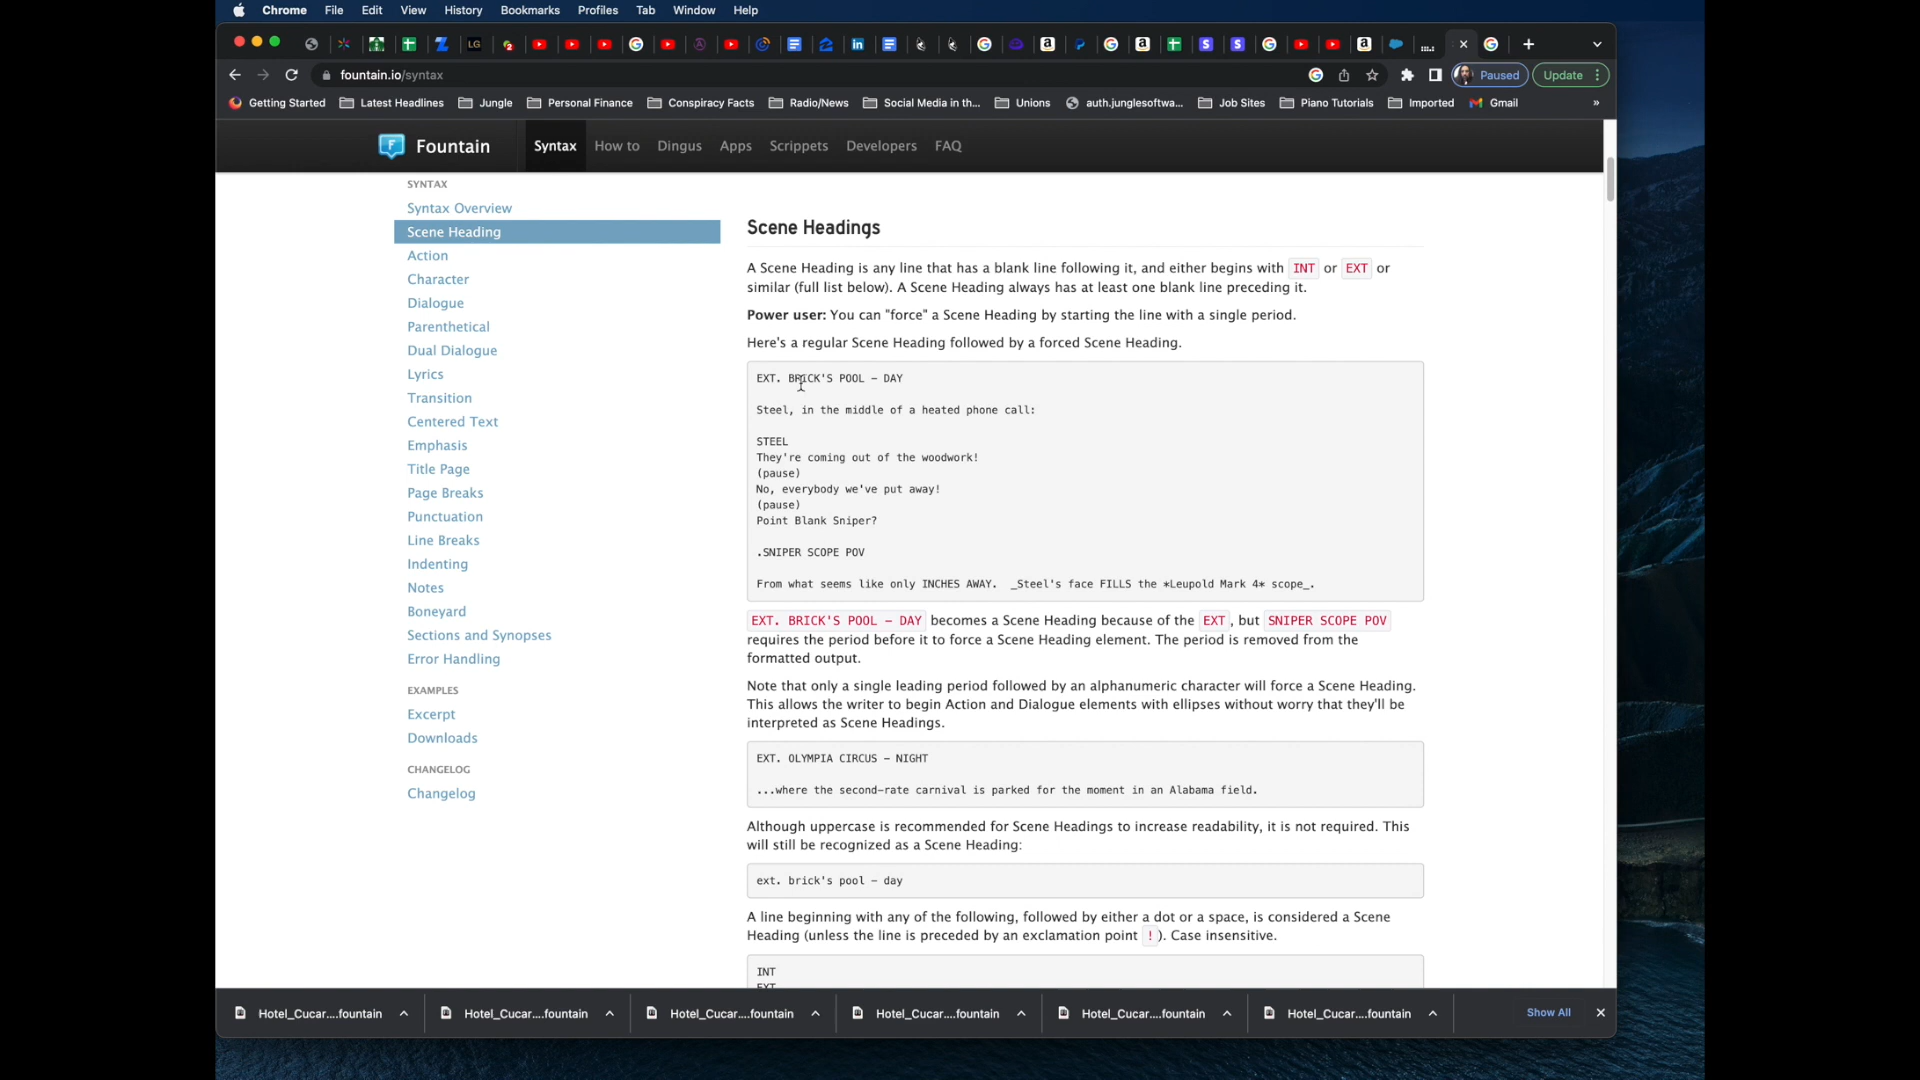 Chrome File Edit View History Bookmarks Profiles Tab Window Help
fountain.io/syntax
Paused
Update
Getting Started Latest Headlines Jungle Personal Finance Conspiracy Facts Radio/News Social Media in th... Unions auth.junglesoftwa... Job Sites Piano Tutorials Imported Gmail »
Fountain Syntax How to Dingus Apps Scrippets Developers FAQ
SYNTAX
Syntax Overview
Scene Heading
Action
Character
Dialogue
Parenthetical
Dual Dialogue
Lyrics
Transition
Centered Text
Emphasis
Title Page
Page Breaks
Punctuation
Line Breaks
Indenting
Notes
Boneyard
Sections and Synopses
Error Handling
EXAMPLES
Excerpt
Downloads
CHANGELOG
Changelog
Scene Headings
A Scene Heading is any line that has a blank line following it, and either begins with INT or EXT or
similar (full list below). A Scene Heading always has at least one blank line preceding it.
Power user: You can "force" a Scene Heading by starting the line with a single period.
Here's a regular Scene Heading followed by a forced Scene Heading.
EXT. BRICK'S POOL - DAY
Steel, in the middle of a heated phone call:
STEEL
They're coming out of the woodwork!
(pause)
No, everybody we've put away!
(pause)
Point Blank Sniper?
.SNIPER SCOPE POV
From what seems like only INCHES AWAY.  _Steel's face FILLS the *Leupold Mark 4* scope_.
EXT. BRICK'S POOL - DAY becomes a Scene Heading because of the EXT, but SNIPER SCOPE POV
requires the period before it to force a Scene Heading element. The period is removed from the
formatted output.
Note that only a single leading period followed by an alphanumeric character will force a Scene Heading.
This allows the writer to begin Action and Dialogue elements with ellipses without worry that they'll be
interpreted as Scene Headings.
EXT. OLYMPIA CIRCUS - NIGHT
...where the second-rate carnival is parked for the moment in an Alabama field.
Although uppercase is recommended for Scene Headings to increase readability, it is not required. This
will still be recognized as a Scene Heading:
ext. brick's pool - day
A line beginning with any of the following, followed by either a dot or a space, is considered a Scene
Heading (unless the line is preceded by an exclamation point !). Case insensitive.
INT
EXT
Hotel_Cucar....fountain Hotel_Cucar....fountain Hotel_Cucar....fountain Hotel_Cucar....fountain Hotel_Cucar....fountain Hotel_Cucar....fountain Show All